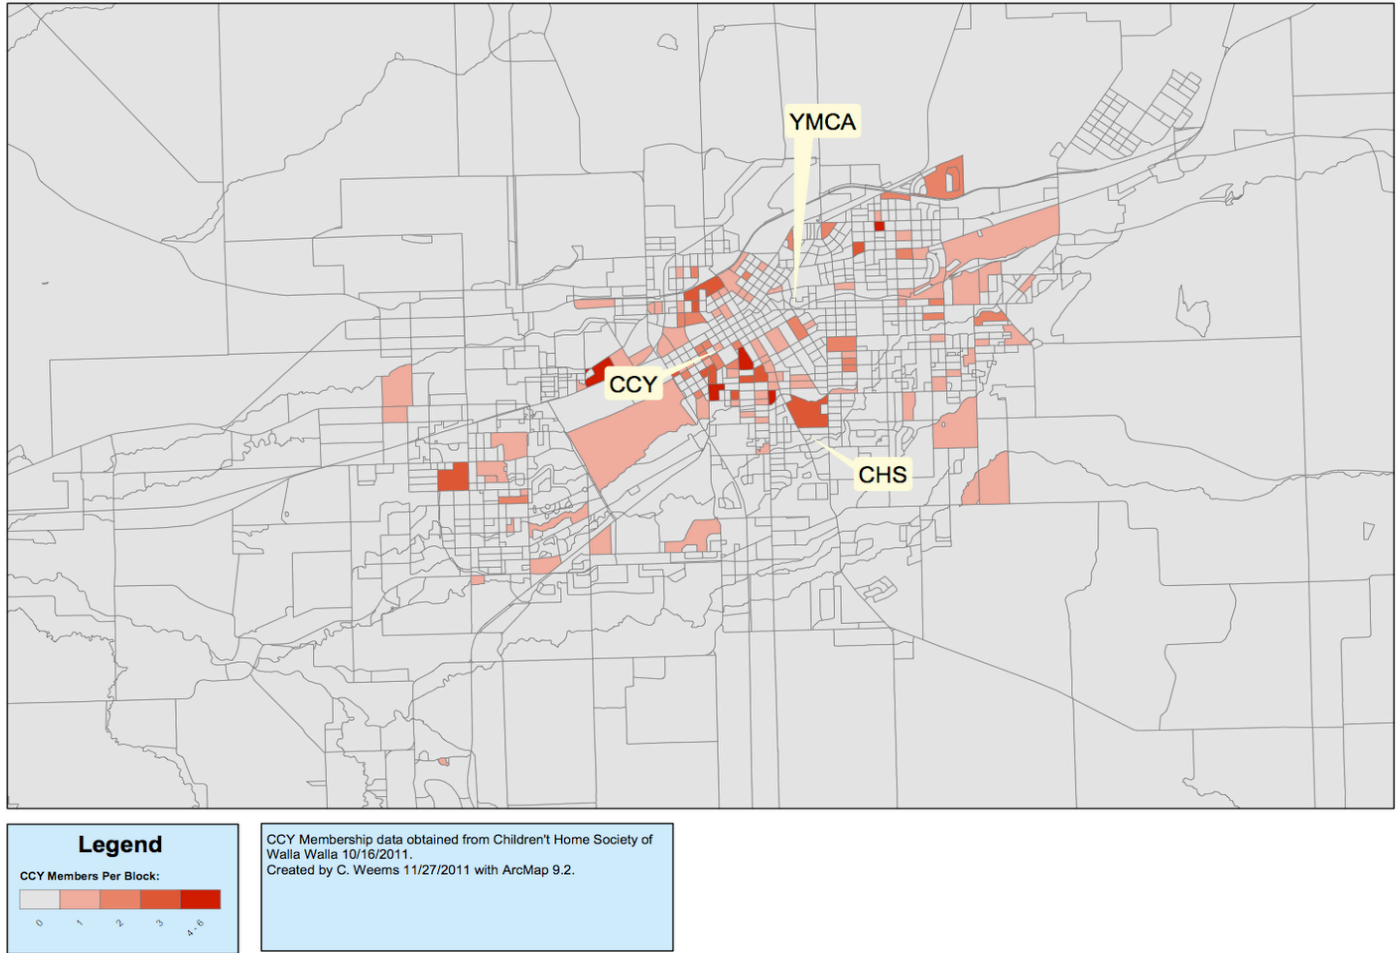 YMCA
CCY
CHS
Legend
CCY Members Per Block:
0
1
2
3
4 - 6
CCY Membership data obtained from Children't Home Society of
Walla Walla 10/16/2011.
Created by C. Weems 11/27/2011 with ArcMap 9.2.